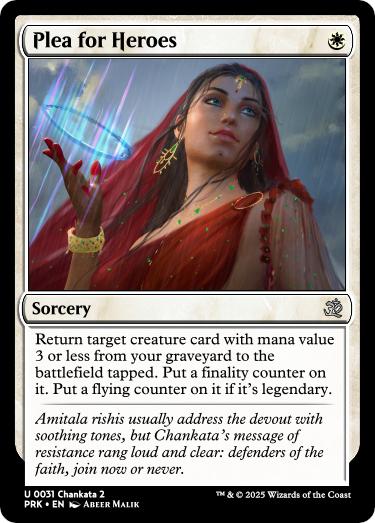 Plea for Heroes
Sorcery
Return target creature card with mana value
3 or less from your graveyard to the
battlefield tapped. Put a finality counter on
it. Put a flying counter on it if it's legendary.
Amitala rishis usually address the devout with
soothing tones, but Chankata's message of
resistance rang loud and clear: defenders of
the faith, join now or never.
U 0031 Chankata 2
PRK • EN Abeer Malik
™ & © 2025 Wizards of the Coast